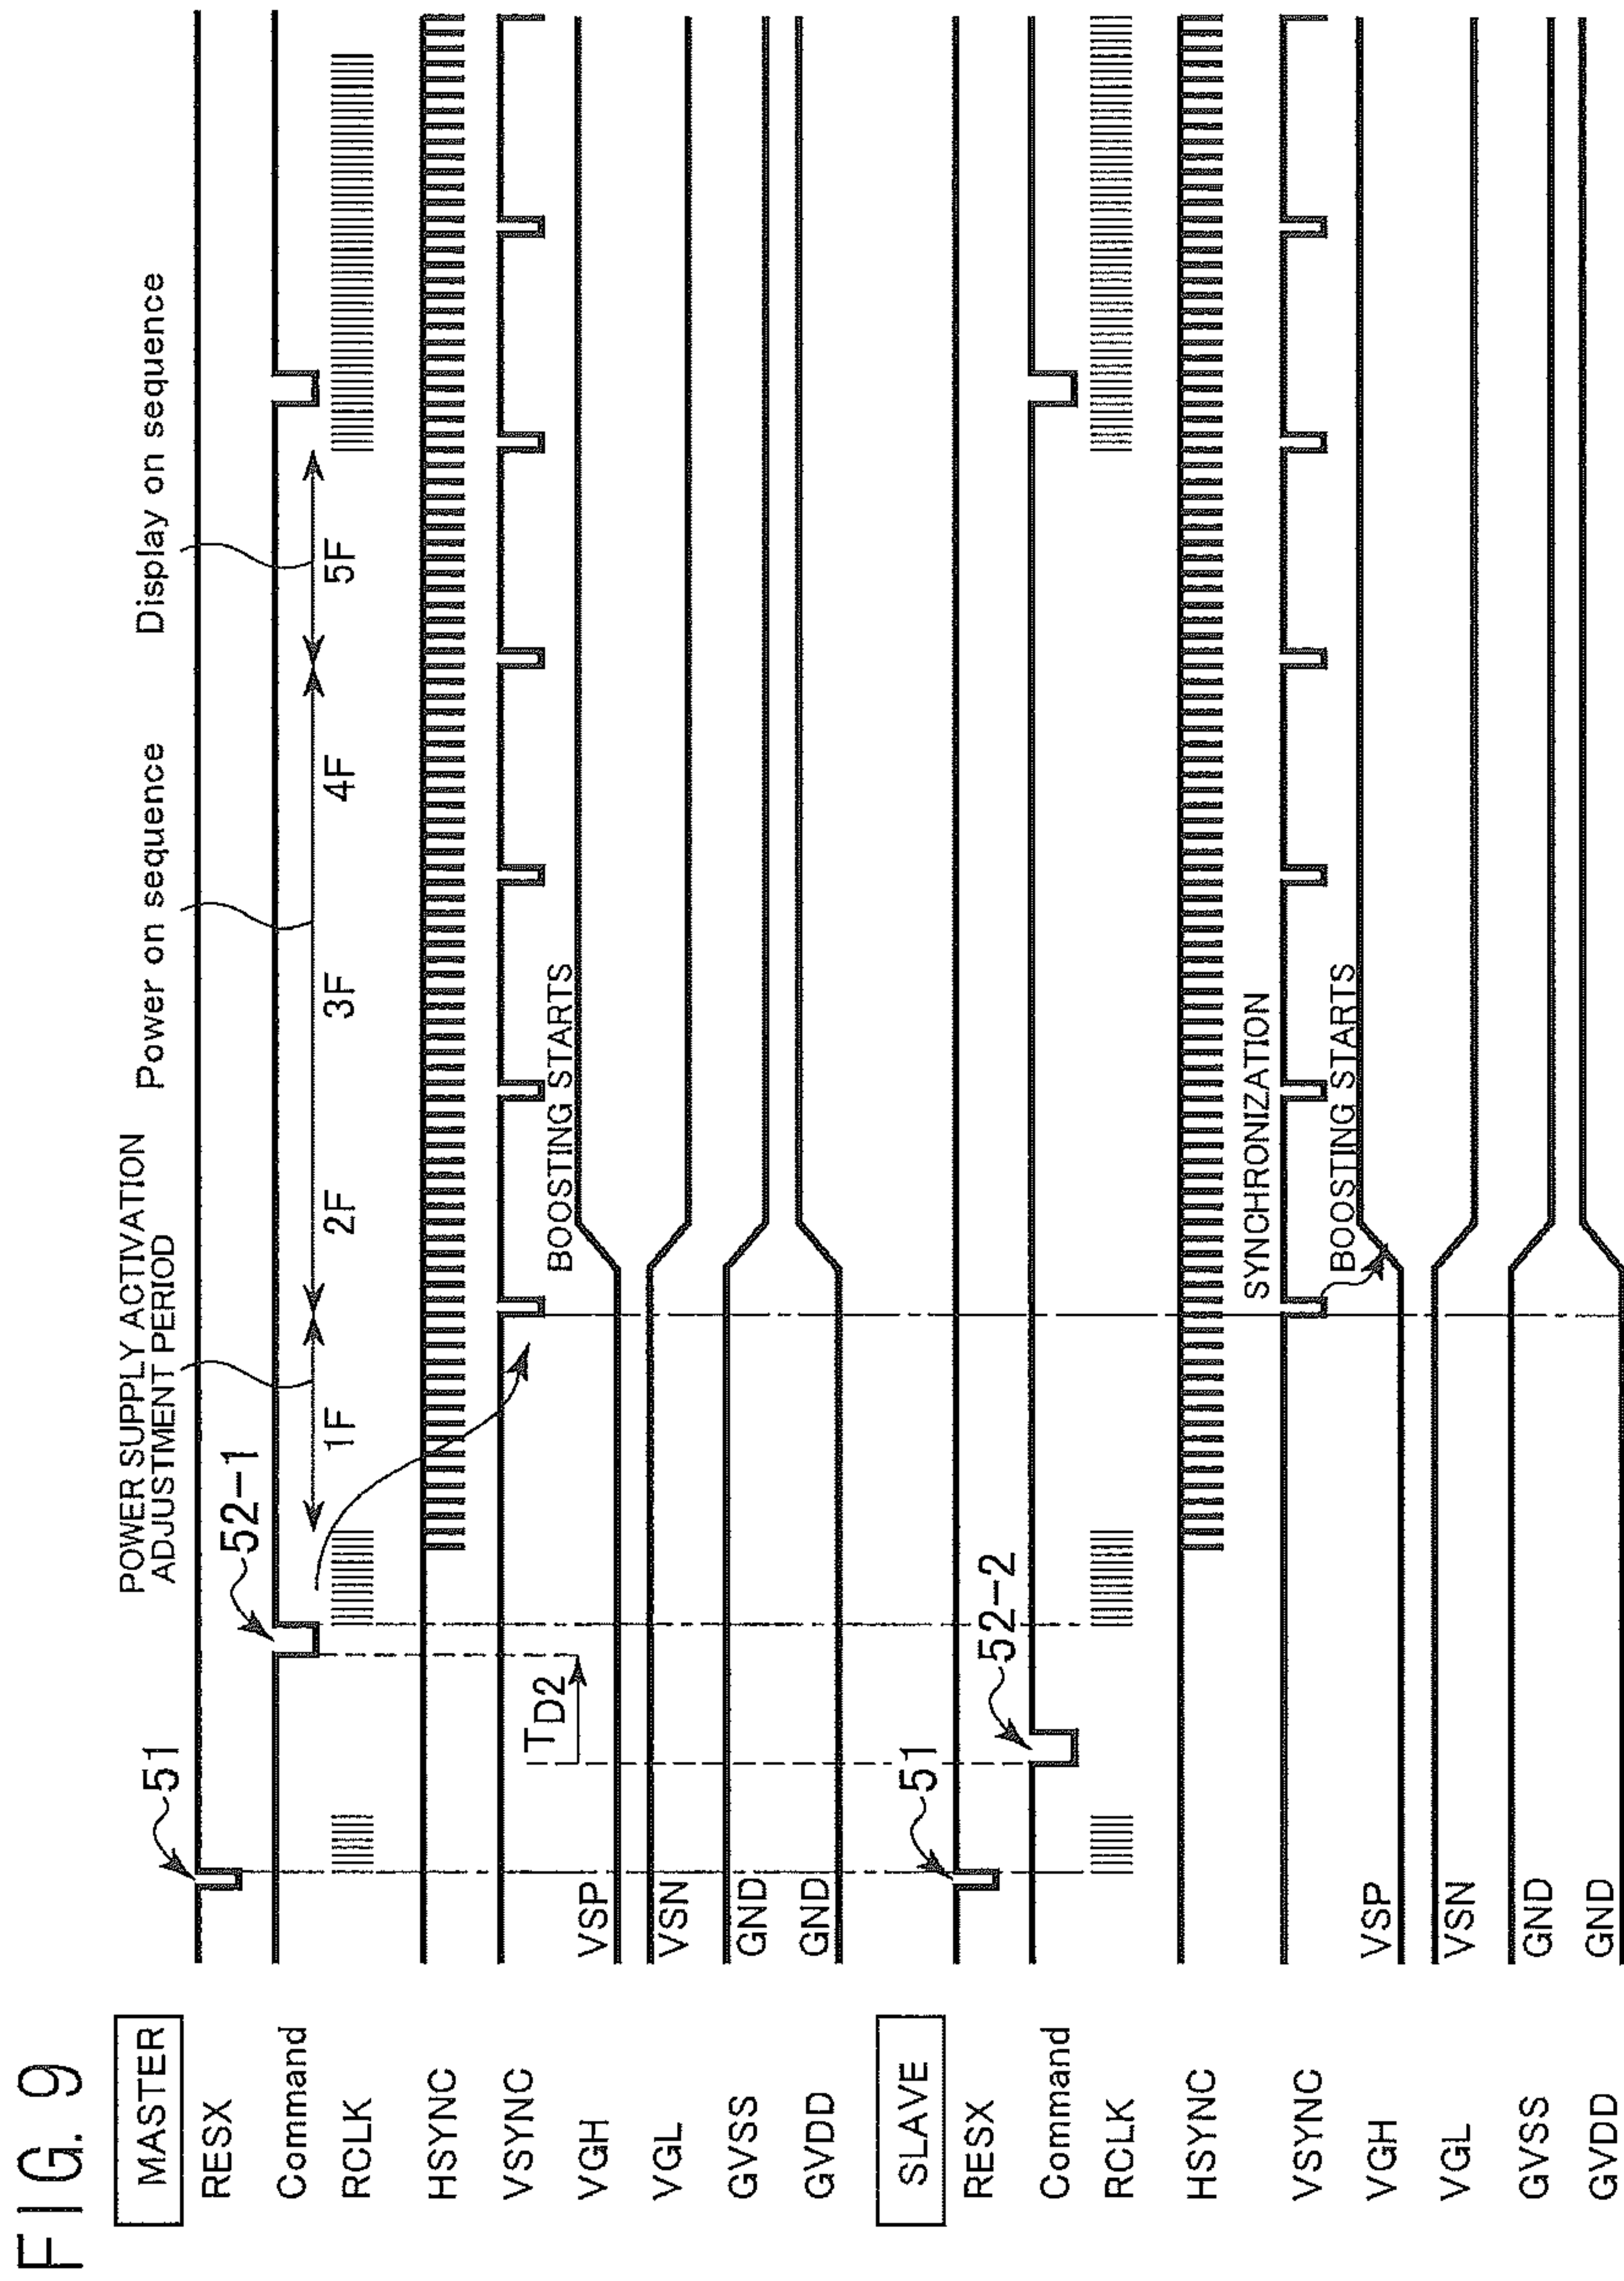 FIG. 9
MASTER
RESX
Command
RCLK
HSYNC
VSYNC
VGH
VGL
GVSS
GVDD
51
52-1
POWER SUPPLY ACTIVATION
ADJUSTMENT PERIOD
Power on sequence
Display on sequence
1F
2F
3F
4F
5F
TD2
BOOSTING STARTS
VSP
VSN
GND
GND
SLAVE
RESX
Command
RCLK
HSYNC
VSYNC
VGH
VGL
GVSS
GVDD
51
52-2
SYNCHRONIZATION
BOOSTING STARTS
VSP
VSN
GND
GND